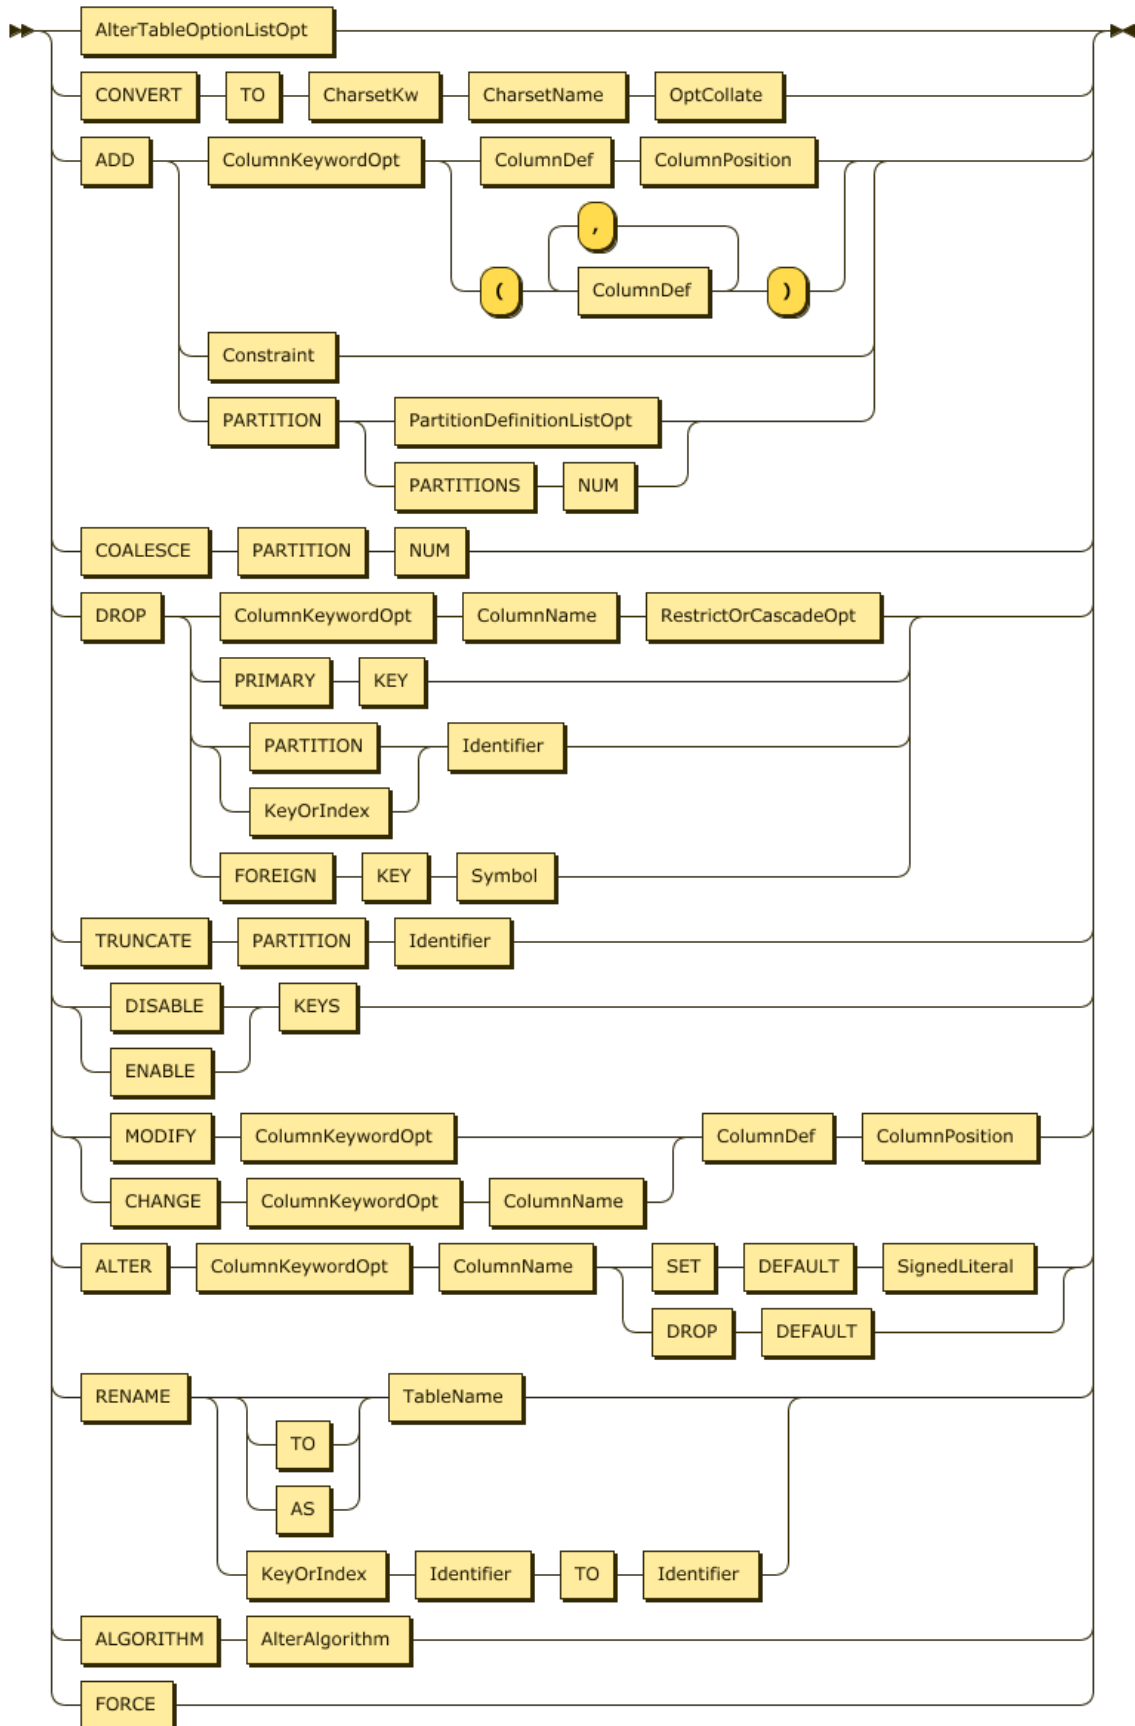 AlterTableOptionListOpt
CONVERT TO CharsetKw CharsetName OptCollate
ADD ColumnKeywordOpt ColumnDef ColumnPosition
,
( ColumnDef )
Constraint
PARTITION PartitionDefinitionListOpt
PARTITIONS NUM
COALESCE PARTITION NUM
DROP ColumnKeywordOpt ColumnName RestrictOrCascadeOpt
PRIMARY KEY
PARTITION Identifier
KeyOrIndex
FOREIGN KEY Symbol
TRUNCATE PARTITION Identifier
DISABLE KEYS
ENABLE
MODIFY ColumnKeywordOpt ColumnDef ColumnPosition
CHANGE ColumnKeywordOpt ColumnName
ALTER ColumnKeywordOpt ColumnName SET DEFAULT SignedLiteral
DROP DEFAULT
RENAME TableName
TO
AS
KeyOrIndex Identifier TO Identifier
ALGORITHM AlterAlgorithm
FORCE